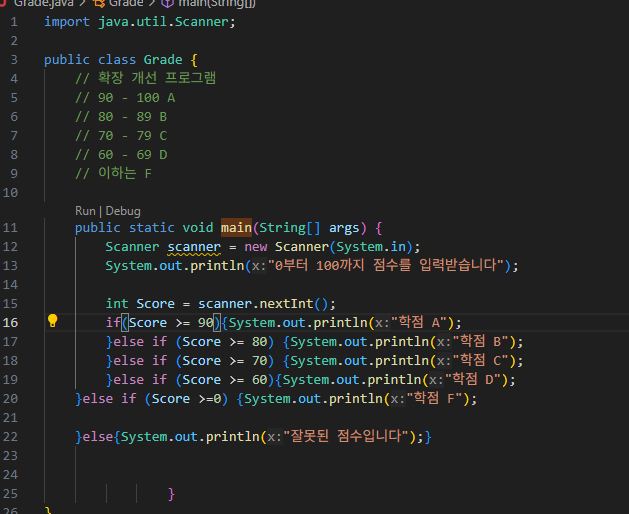 Grade.java > Grade > main(String[])
1 import java.util.Scanner;
2
3 public class Grade {
4 // 확장 개선 프로그램
5 // 90 - 100 A
6 // 80 - 89 B
7 // 70 - 79 C
8 // 60 - 69 D
9 // 이하는 F
10
Run | Debug
11 public static void main(String[] args) {
12 Scanner scanner = new Scanner(System.in);
13 System.out.println(x:"0부터 100까지 점수를 입력받습니다");
14
15 int Score = scanner.nextInt();
16 if(Score >= 90){System.out.println(x:"학점 A");
17 }else if (Score >= 80) {System.out.println(x:"학점 B");
18 }else if (Score >= 70) {System.out.println(x:"학점 C");
19 }else if (Score >= 60){System.out.println(x:"학점 D");
20 }else if (Score >=0) {System.out.println(x:"학점 F");
21
22 }else{System.out.println(x:"잘못된 점수입니다");}
23
24
25 }
26 }